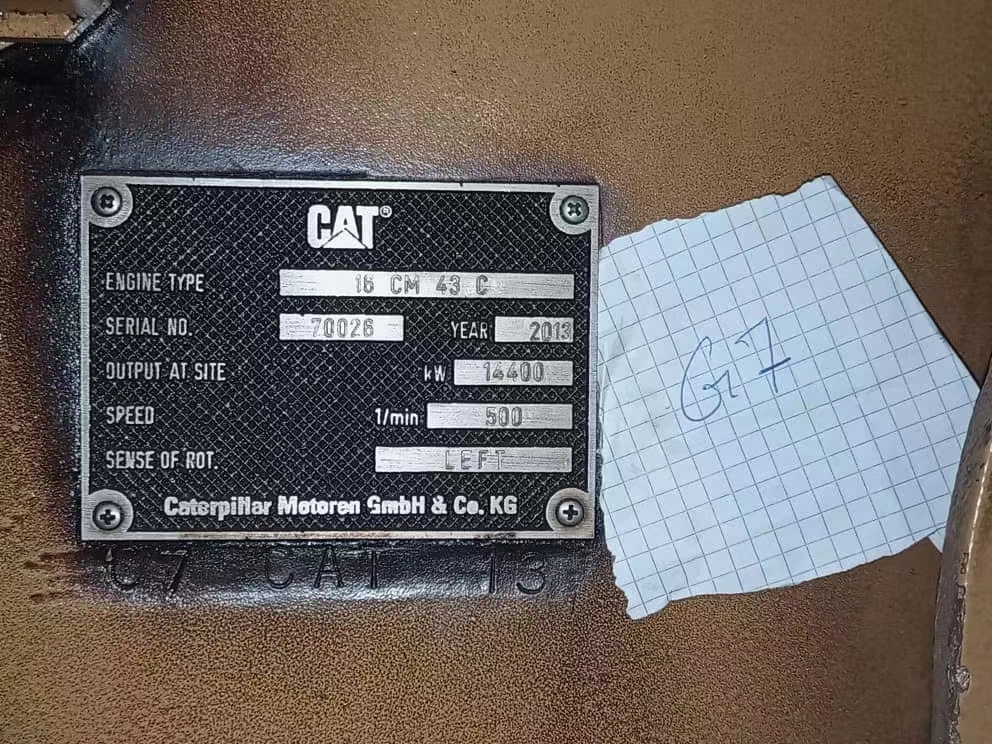 CAT®
ENGINE TYPE 16 CM 43 C
SERIAL NO. 70026 YEAR 2013
OUTPUT AT SITE kW 14400
SPEED 1/min 500
SENSE OF ROT. LEFT
Caterpillar Motoren GmbH & Co. KG
C7 CAT 13
G7